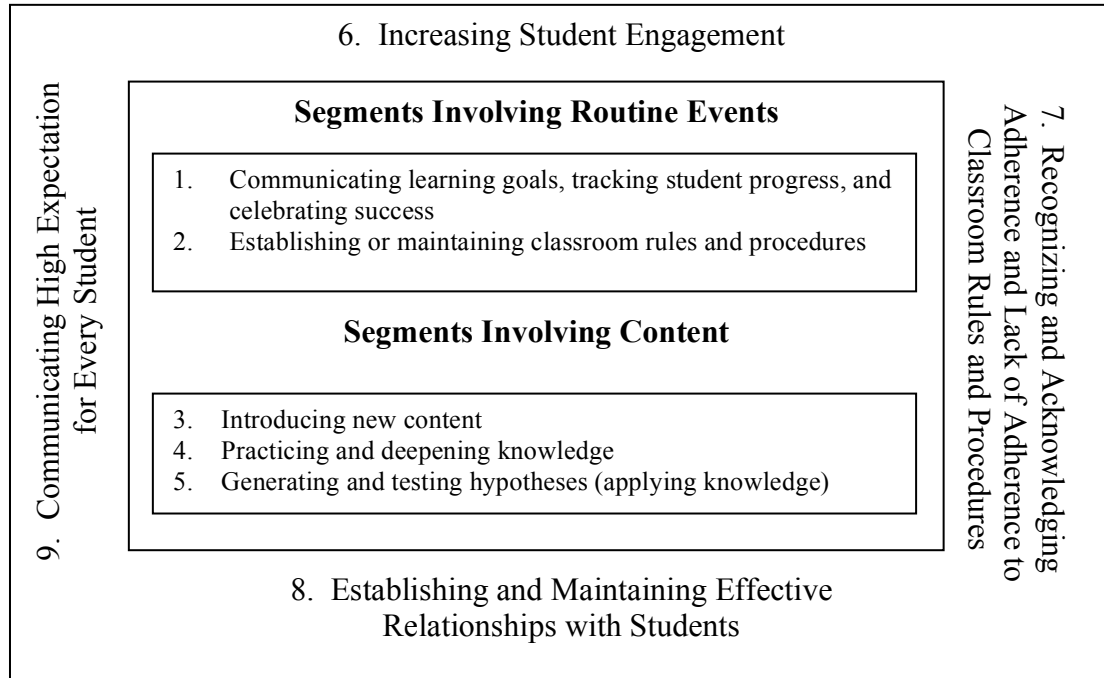 6. Increasing Student Engagement
Segments Involving Routine Events
1. Communicating learning goals, tracking student progress, and
celebrating success
2. Establishing or maintaining classroom rules and procedures
Segments Involving Content
3. Introducing new content
4. Practicing and deepening knowledge
5. Generating and testing hypotheses (applying knowledge)
7. Recognizing and Acknowledging
Adherence and Lack of Adherence to
Classroom Rules and Procedures
8. Establishing and Maintaining Effective
Relationships with Students
9. Communicating High Expectation
for Every Student